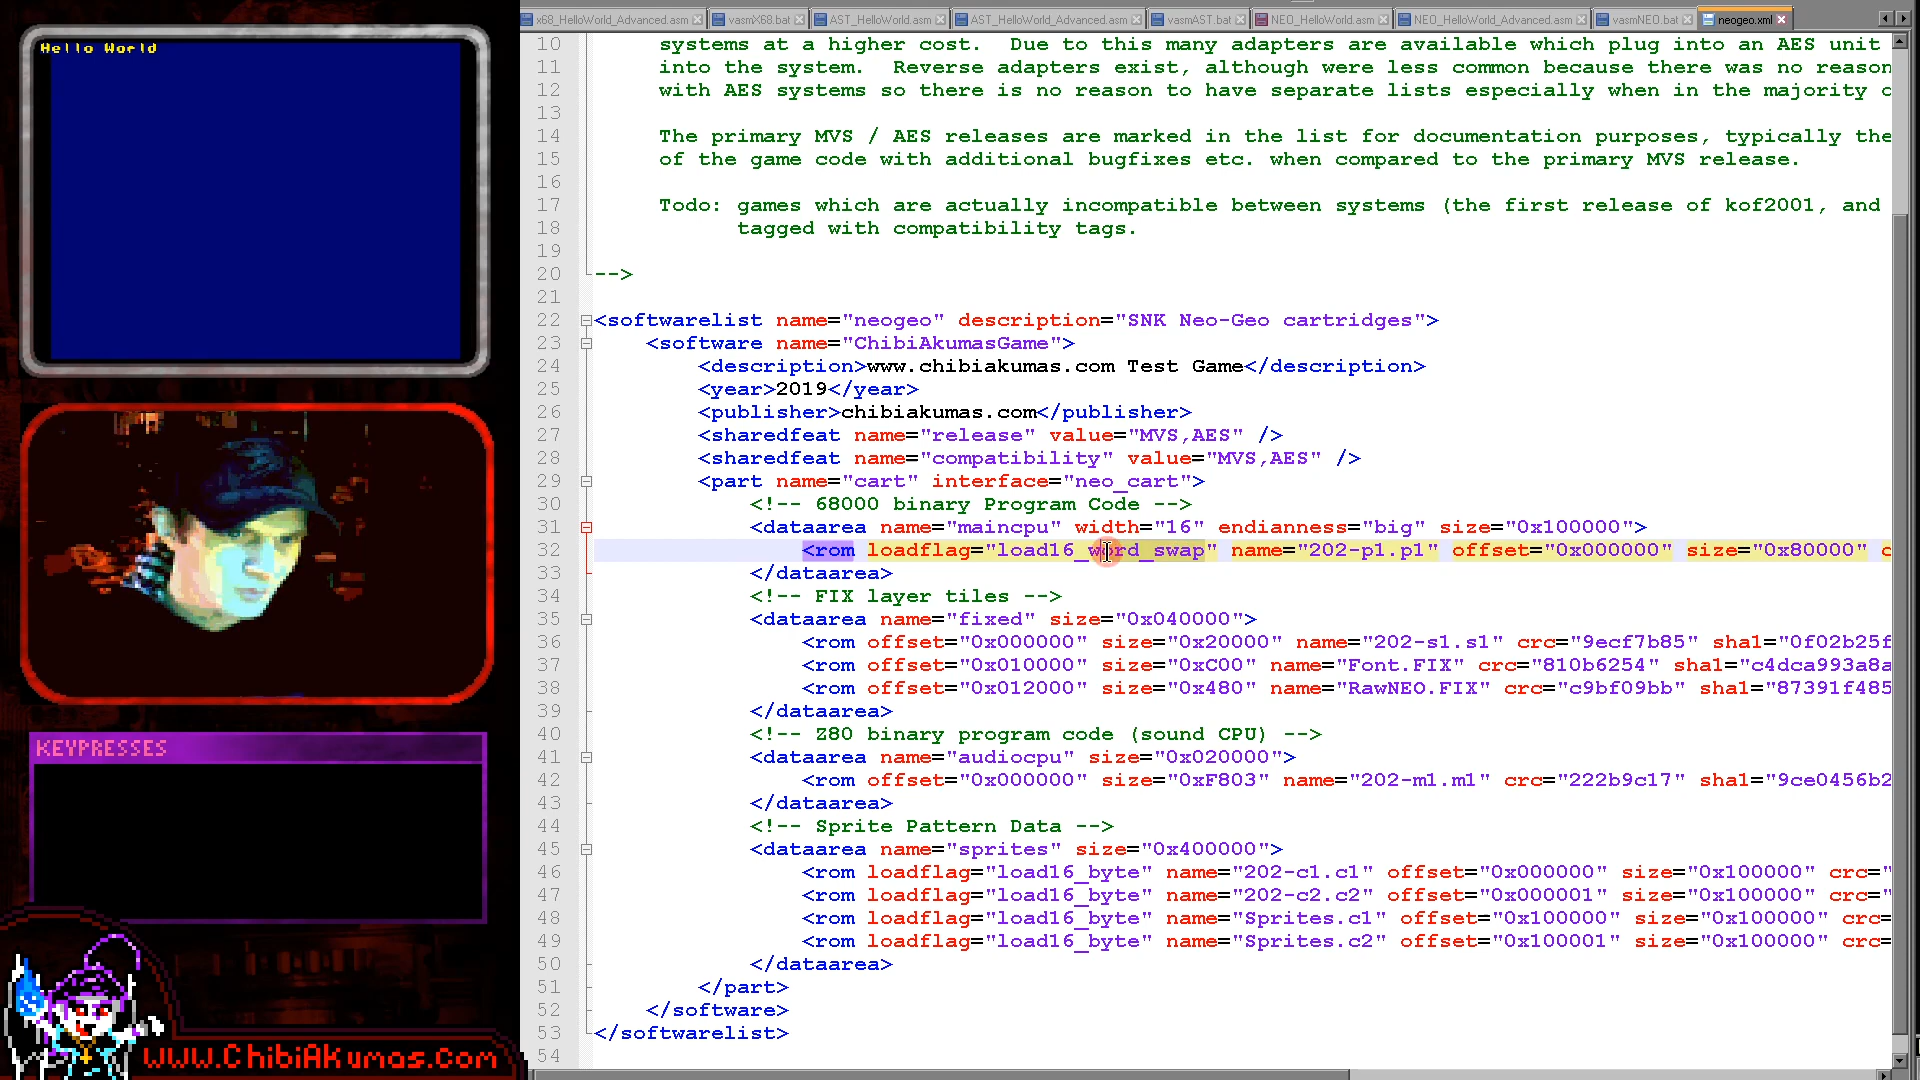 Hello World
KEYPRESSES
www.ChibiAkumas.com
x68_HelloWorld_Advanced.asm vasmX68.bat AST_HelloWorld.asm AST_HelloWorld_Advanced.asm vasmAST.bat NEO_HelloWorld.asm NEO_HelloWorld_Advanced.asm vasmNEO.bat neogeo.xml
10 systems at a higher cost.  Due to this many adapters are available which plug into an AES unit
11 into the system.  Reverse adapters exist, although were less common because there was no reason
12 with AES systems so there is no reason to have separate lists especially when in the majority
13
14 The primary MVS / AES releases are marked in the list for documentation purposes, typically the
15 of the game code with additional bugfixes etc. when compared to the primary MVS release.
16
17 Todo: games which are actually incompatible between systems (the first release of kof2001, and
18 tagged with compatibility tags.
19
20 -->
21
22 <softwarelist name="neogeo" description="SNK Neo-Geo cartridges">
23 <software name="ChibiAkumasGame">
24 <description>www.chibiakumas.com Test Game</description>
25 <year>2019</year>
26 <publisher>chibiakumas.com</publisher>
27 <sharedfeat name="release" value="MVS,AES" />
28 <sharedfeat name="compatibility" value="MVS,AES" />
29 <part name="cart" interface="neo_cart">
30 <!-- 68000 binary Program Code -->
31 <dataarea name="maincpu" width="16" endianness="big" size="0x100000">
32 <rom loadflag="load16_word_swap" name="202-p1.p1" offset="0x000000" size="0x80000" c
33 </dataarea>
34 <!-- FIX layer tiles -->
35 <dataarea name="fixed" size="0x040000">
36 <rom offset="0x000000" size="0x20000" name="202-s1.s1" crc="9ecf7b85" sha1="0f02b25f
37 <rom offset="0x010000" size="0xC00" name="Font.FIX" crc="810b6254" sha1="c4dca993a8a
38 <rom offset="0x012000" size="0x480" name="RawNEO.FIX" crc="c9bf09bb" sha1="87391f485
39 </dataarea>
40 <!-- Z80 binary program code (sound CPU) -->
41 <dataarea name="audiocpu" size="0x020000">
42 <rom offset="0x000000" size="0xF803" name="202-m1.m1" crc="222b9c17" sha1="9ce0456b2
43 </dataarea>
44 <!-- Sprite Pattern Data -->
45 <dataarea name="sprites" size="0x400000">
46 <rom loadflag="load16_byte" name="202-c1.c1" offset="0x000000" size="0x100000" crc="
47 <rom loadflag="load16_byte" name="202-c2.c2" offset="0x000001" size="0x100000" crc="
48 <rom loadflag="load16_byte" name="Sprites.c1" offset="0x100000" size="0x100000" crc=
49 <rom loadflag="load16_byte" name="Sprites.c2" offset="0x100001" size="0x100000" crc=
50 </dataarea>
51 </part>
52 </software>
53 </softwarelist>
54